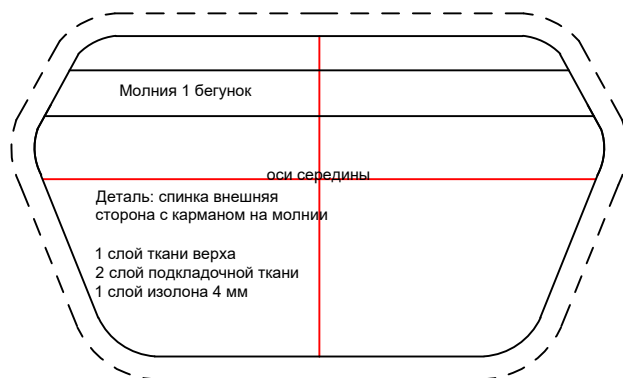 Молния 1 бегунок
оси середины
Деталь: спинка внешняя
сторона с карманом на молнии
1 слой ткани верха
2 слой подкладочной ткани
1 слой изолона 4 мм